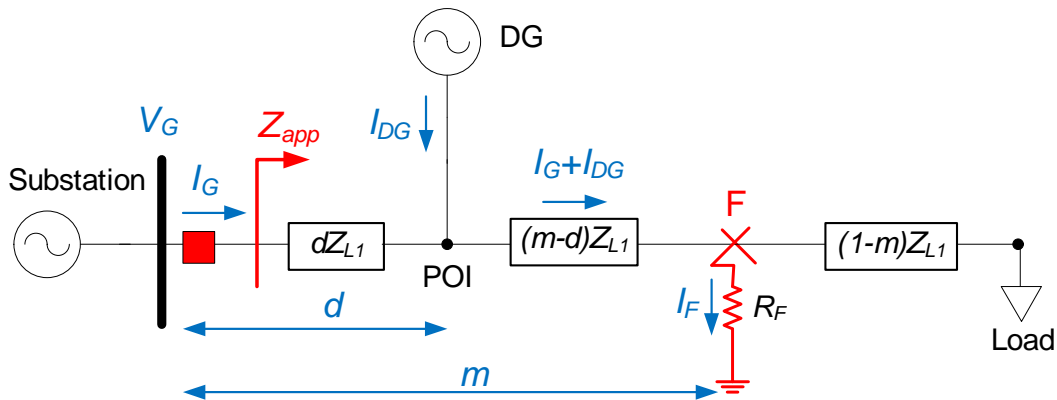 DG
V_G
Z_app
I_DG
Substation
I_G
I_G+I_DG
F
dZ_L1
(m-d)Z_L1
(1-m)Z_L1
POI
d
I_F
R_F
Load
m